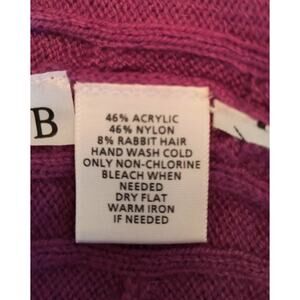 B
46% ACRYLIC
46% NYLON
8% RABBIT HAIR
HAND WASH COLD
ONLY NON-CHLORINE
BLEACH WHEN
NEEDED
DRY FLAT
WARM IRON
IF NEEDED